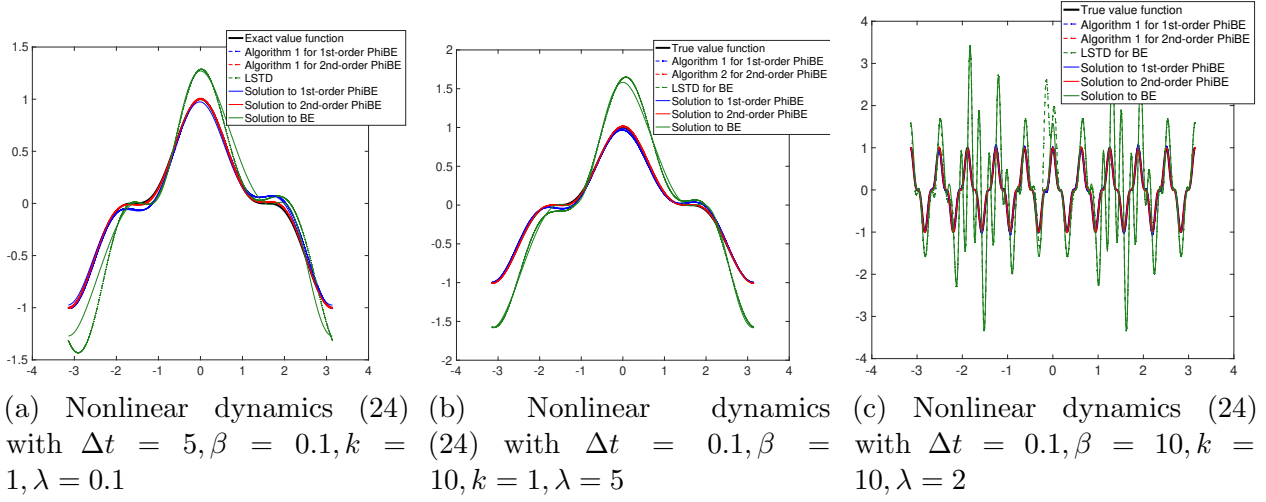 1.5
1
0.5
0
-0.5
-1
-1.5
-4 -3 -2 -1 0 1 2 3 4
Exact value function
Algorithm 1 for 1st-order PhiBE
Algorithm 1 for 2nd-order PhiBE
LSTD
Solution to 1st-order PhiBE
Solution to 2nd-order PhiBE
Solution to BE
(a) Nonlinear dynamics (24)
with Δt = 5, β = 0.1, k =
1, λ = 0.1
2
1.5
1
0.5
0
-0.5
-1
-1.5
-2
-4 -3 -2 -1 0 1 2 3 4
True value function
Algorithm 1 for 1st-order PhiBE
Algorithm 2 for 2nd-order PhiBE
LSTD for BE
Solution to 1st-order PhiBE
Solution to 2nd-order PhiBE
Solution to BE
(b) Nonlinear dynamics
(24) with Δt = 0.1, β =
10, k = 1, λ = 5
4
3
2
1
0
-1
-2
-3
-4
-4 -3 -2 -1 0 1 2 3 4
True value function
Algorithm 1 for 1st-order PhiBE
Algorithm 1 for 2nd-order PhiBE
LSTD for BE
Solution to 1st-order PhiBE
Solution to 2nd-order PhiBE
Solution to BE
(c) Nonlinear dynamics (24)
with Δt = 0.1, β = 10, k =
10, λ = 2